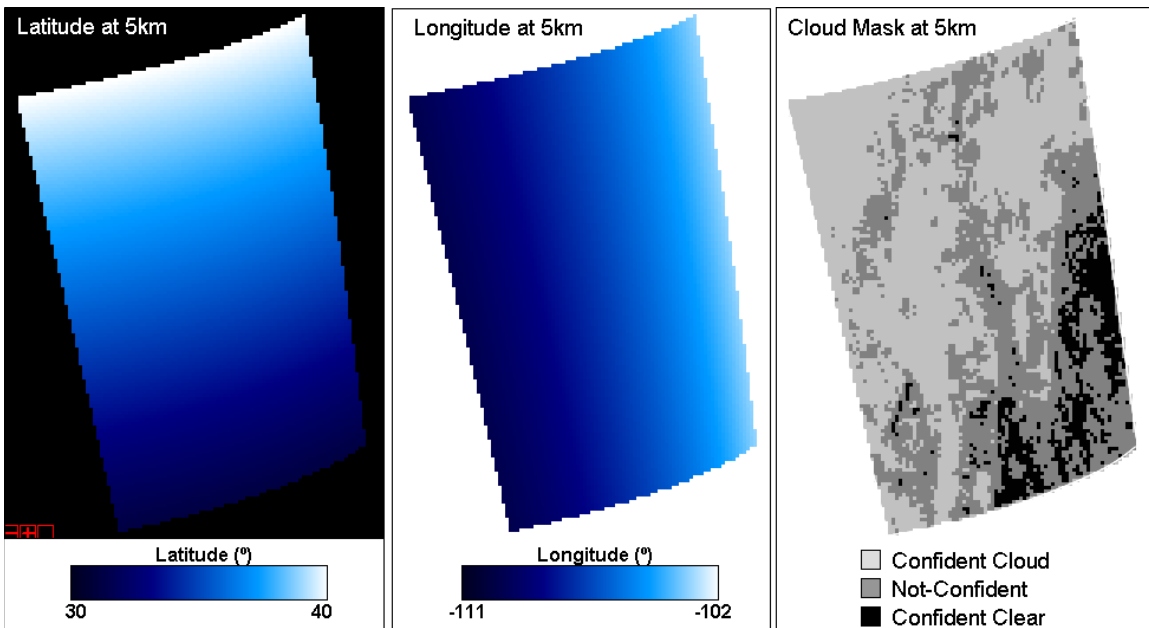 Latitude at 5km
Latitude (º)
30 40
Longitude at 5km
Longitude (º)
-111 -102
Cloud Mask at 5km
Confident Cloud
Not-Confident
Confident Clear